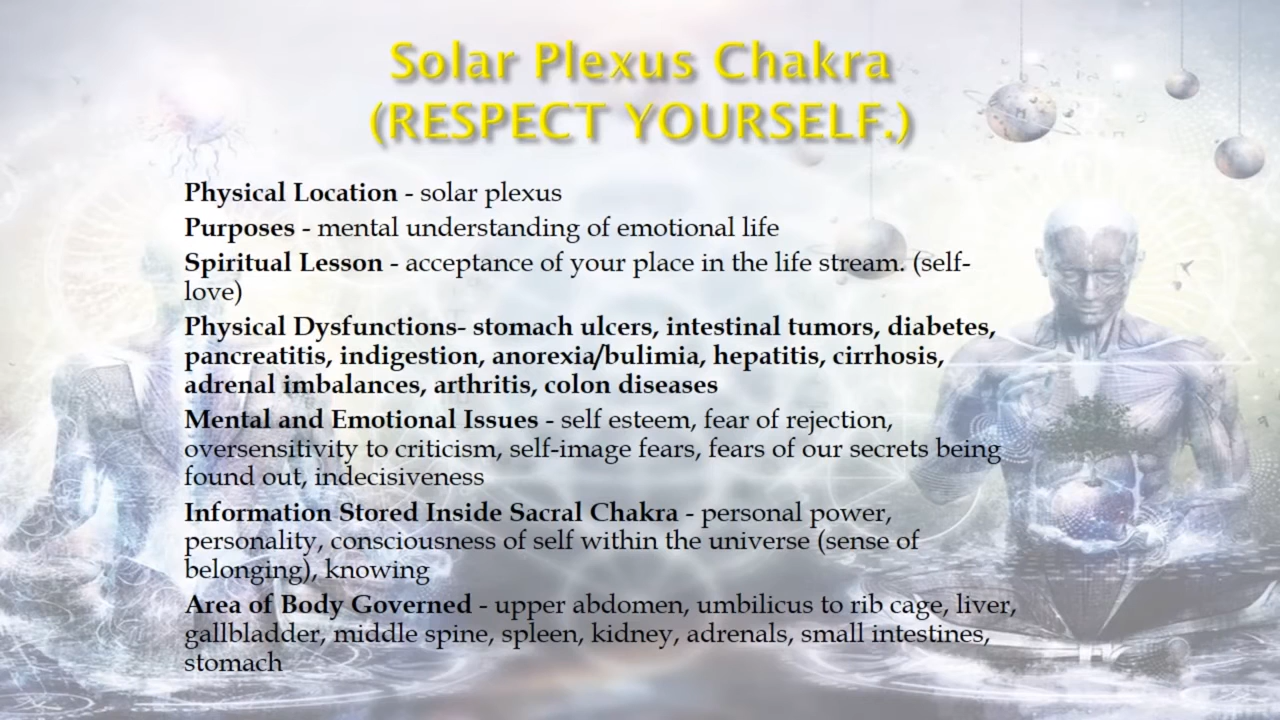 Solar Plexus Chakra
(RESPECT YOURSELF.)
Physical Location - solar plexus
Purposes - mental understanding of emotional life
Spiritual Lesson - acceptance of your place in the life stream. (self-
love)
Physical Dysfunctions- stomach ulcers, intestinal tumors, diabetes,
pancreatitis, indigestion, anorexia/bulimia, hepatitis, cirrhosis,
adrenal imbalances, arthritis, colon diseases
Mental and Emotional Issues - self esteem, fear of rejection,
oversensitivity to criticism, self-image fears, fears of our secrets being
found out, indecisiveness
Information Stored Inside Sacral Chakra - personal power,
personality, consciousness of self within the universe (sense of
belonging), knowing
Area of Body Governed - upper abdomen, umbilicus to rib cage, liver,
gallbladder, middle spine, spleen, kidney, adrenals, small intestines,
stomach